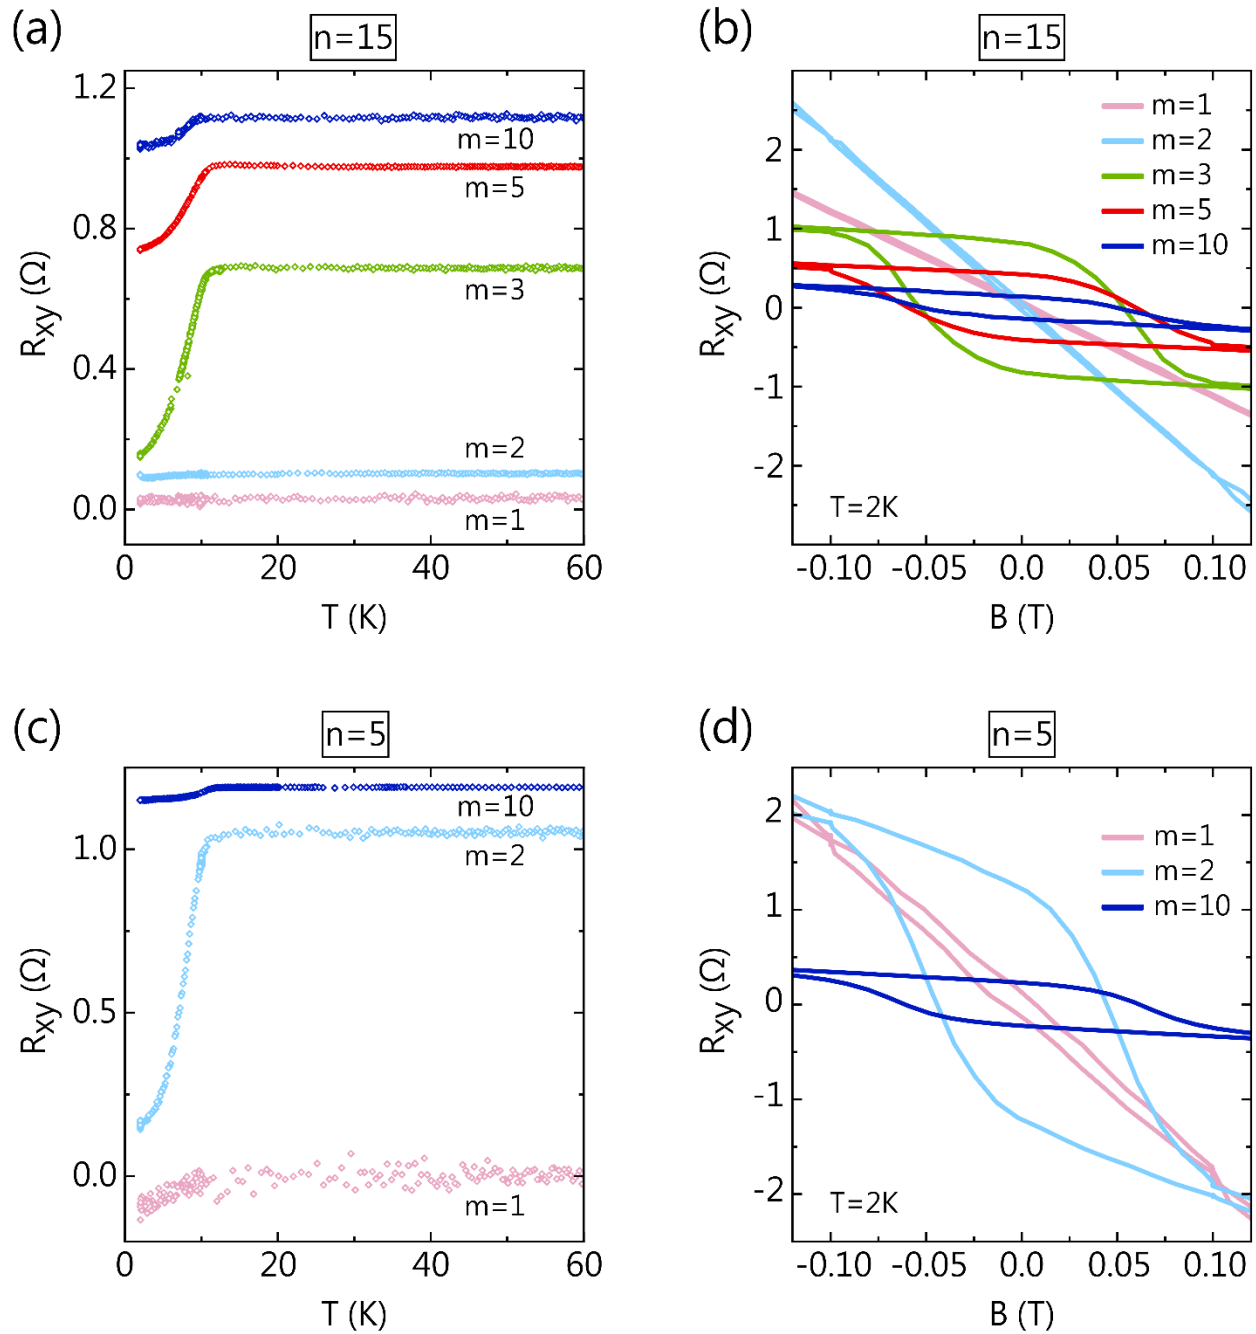 (a)
n=15
1.2
0.8
0.4
0.0
Rxy (Ω)
m=10
m=5
m=3
m=2
m=1
0
20
40
60
T (K)
(b)
n=15
2
1
0
-1
-2
Rxy (Ω)
m=1
m=2
m=3
m=5
m=10
T=2K
-0.10
-0.05
0.0
0.05
0.10
B (T)
(c)
n=5
1.0
0.5
0.0
Rxy (Ω)
m=10
m=2
m=1
0
20
40
60
T (K)
(d)
n=5
2
1
0
-1
-2
Rxy (Ω)
m=1
m=2
m=10
T=2K
-0.10
-0.05
0.0
0.05
0.10
B (T)